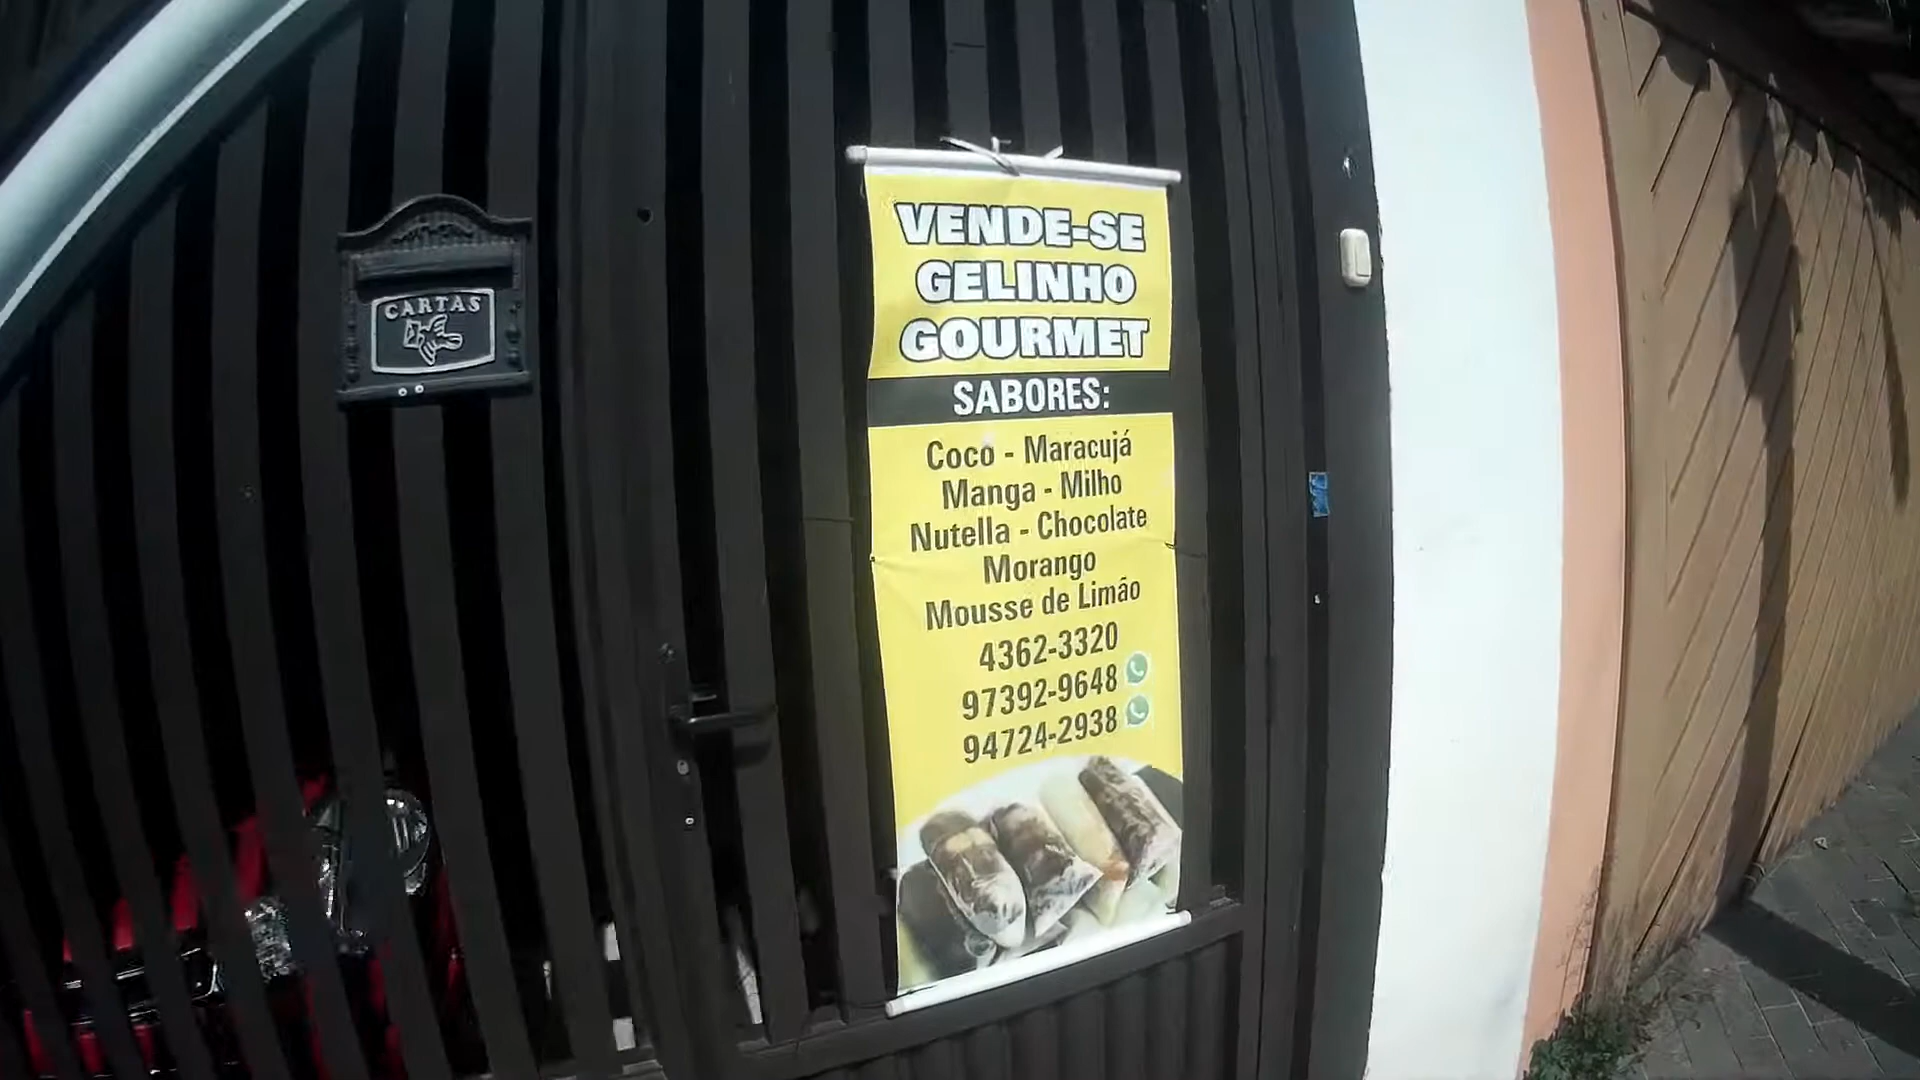 CARTAS
VENDE-SE
GELINHO
GOURMET
SABORES:
Coco - Maracujá
Manga - Milho
Nutella - Chocolate
Morango
Mousse de Limão
4362-3320
97392-9648
94724-2938